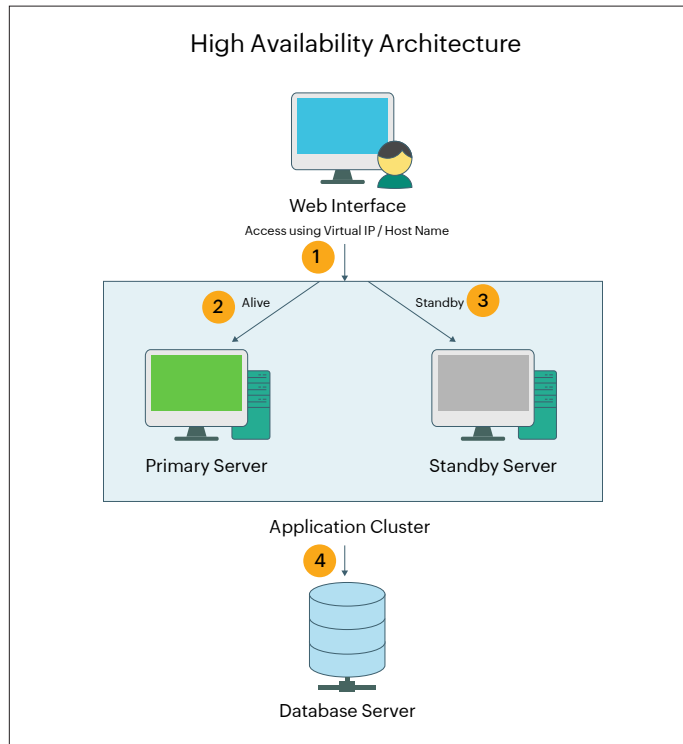 High Availability Architecture
Web Interface
Access using Virtual IP / Host Name
1
2 Alive
Standby 3
Primary Server
Standby Server
Application Cluster
4
Database Server